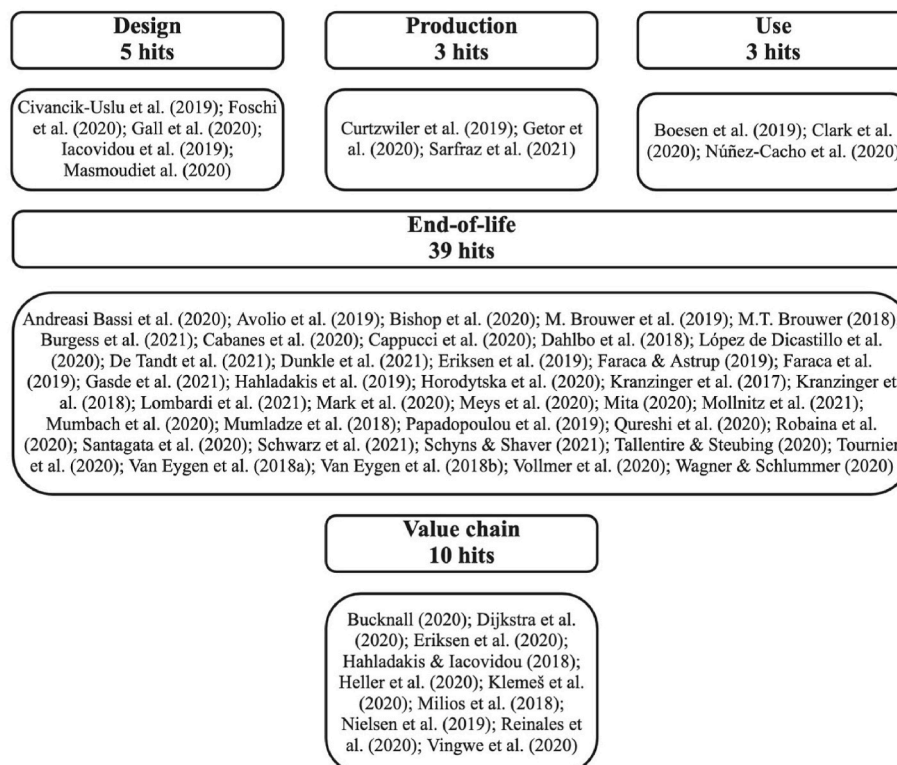 Design
5 hits
Production
3 hits
Use
3 hits
Civancik-Uslu et al. (2019); Foschi
et al. (2020); Gall et al. (2020);
Iacovidou et al. (2019);
Masmoudiet al. (2020)
Curtzwiler et al. (2019); Getor
et al. (2020); Sarfraz et al. (2021)
Boesen et al. (2019); Clark et al.
(2020); Núñez-Cacho et al. (2020)
End-of-life
39 hits
Andreasi Bassi et al. (2020); Avolio et al. (2019); Bishop et al. (2020); M. Brouwer et al. (2019); M.T. Brouwer (2018)
Burgess et al. (2021); Cabanes et al. (2020); Cappucci et al. (2020); Dahlbo et al. (2018); López de Dicastillo et al.
(2020); De Tandt et al. (2021); Dunkle et al. (2021); Eriksen et al. (2019); Faraca & Astrup (2019); Faraca et al.
(2019); Gasde et al. (2021); Hahladakis et al. (2019); Horodytska et al. (2020); Kranzinger et al. (2017); Kranzinger et
al. (2018); Lombardi et al. (2021); Mark et al. (2020); Meys et al. (2020); Mita (2020); Mollnitz et al. (2021);
Mumbach et al. (2020); Mumladze et al. (2018); Papadopoulou et al. (2019); Qureshi et al. (2020); Robaina et al.
(2020); Santagata et al. (2020); Schwarz et al. (2021); Schyns & Shaver (2021); Tallentire & Steubing (2020); Tournier
et al. (2020); Van Eygen et al. (2018a); Van Eygen et al. (2018b); Vollmer et al. (2020); Wagner & Schlummer (2020)
Value chain
10 hits
Bucknall (2020); Dijkstra et al.
(2020); Eriksen et al. (2020);
Hahladakis & Iacovidou (2018);
Heller et al. (2020); Klemeš et al.
(2020); Milios et al. (2018);
Nielsen et al. (2019); Reinales et
al. (2020); Vingwe et al. (2020)